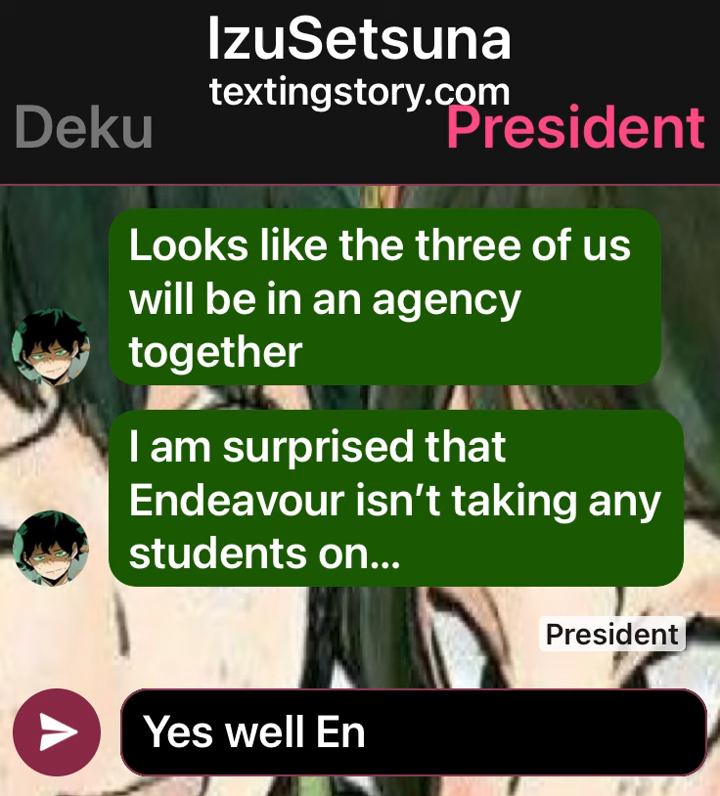 IzuSetsuna
textingstory.com
Deku
President
Looks like the three of us
will be in an agency
together
I am surprised that
Endeavour isn’t taking any
students on...
President
Yes well En